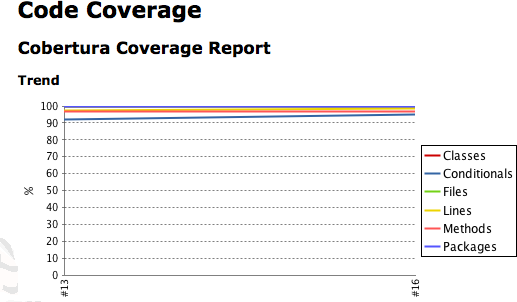 Code Coverage
Cobertura Coverage Report
Trend
100
90
80
70
60
50
40
30
20
10
0
%
#13
#16
Classes
Conditionals
Files
Lines
Methods
Packages